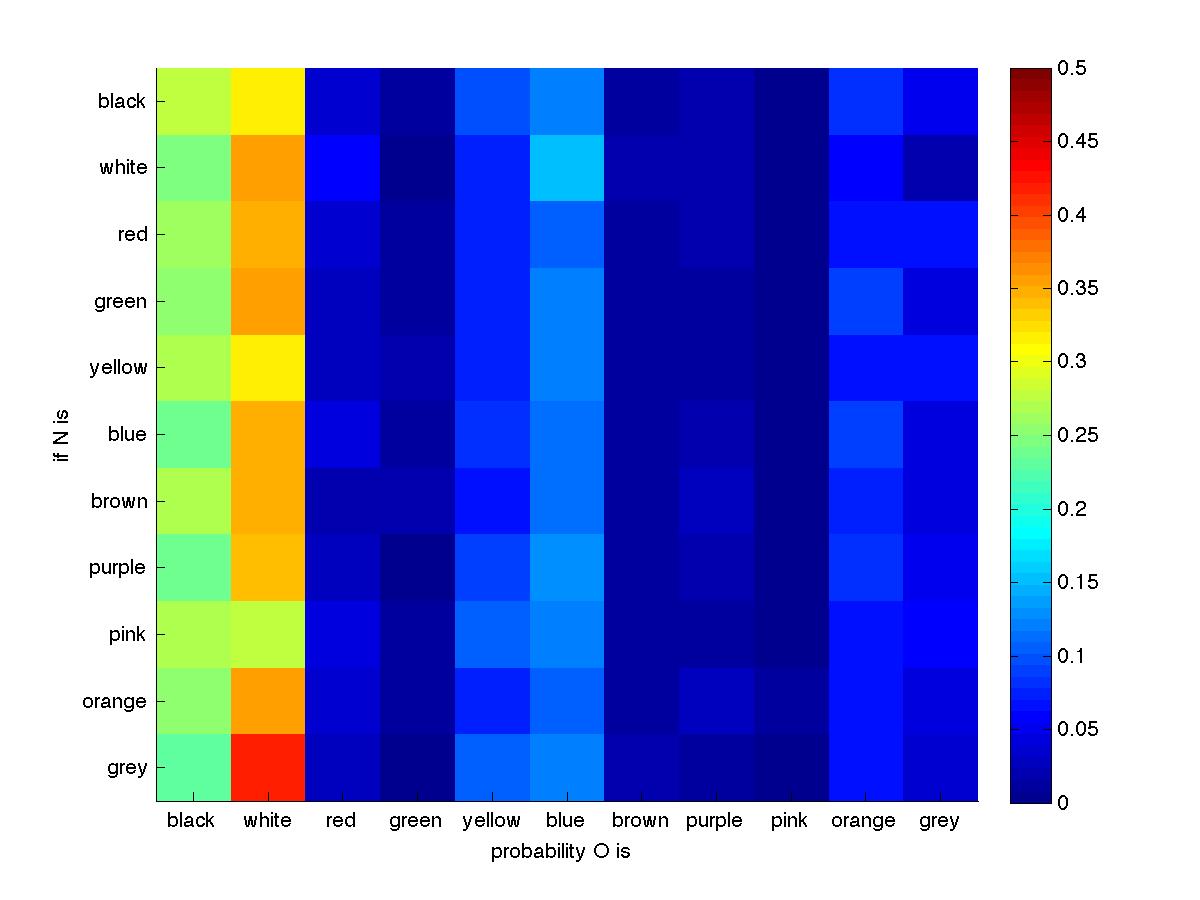 if N is
black
white
red
green
yellow
blue
brown
purple
pink
orange
grey
black white red green yellow blue brown purple pink orange grey
probability O is
0.5
0.45
0.4
0.35
0.3
0.25
0.2
0.15
0.1
0.05
0